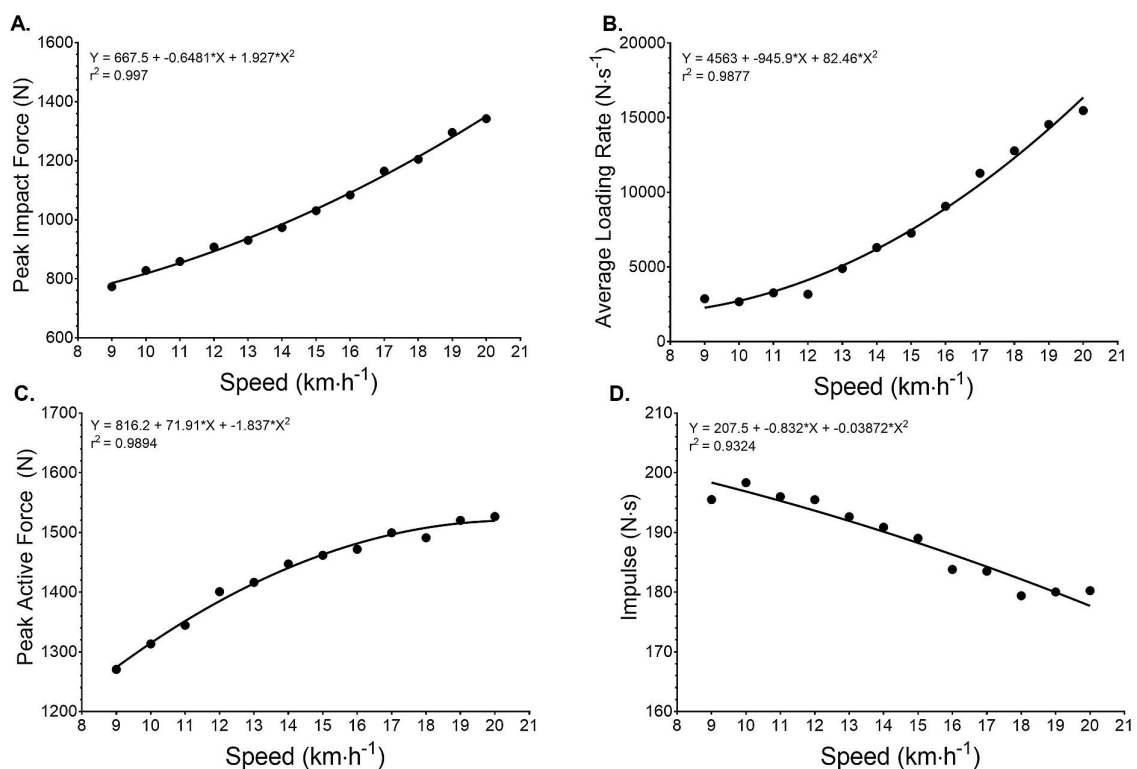 A.
Y = 667.5 + -0.6481*X + 1.927*X²
r² = 0.997
Peak Impact Force (N)
1600
1400
1200
1000
800
600
8 9 10 11 12 13 14 15 16 17 18 19 20 21
Speed (km·h⁻¹)
B.
Y = 4563 + -945.9*X + 82.46*X²
r² = 0.9877
Average Loading Rate (N·s⁻¹)
20000
15000
10000
5000
0
8 9 10 11 12 13 14 15 16 17 18 19 20 21
Speed (km·h⁻¹)
C.
Y = 816.2 + 71.91*X + -1.837*X²
r² = 0.9894
Peak Active Force (N)
1700
1600
1500
1400
1300
1200
8 9 10 11 12 13 14 15 16 17 18 19 20 21
Speed (km·h⁻¹)
D.
Y = 207.5 + -0.832*X + -0.03872*X²
r² = 0.9324
Impulse (N·s)
210
200
190
180
170
160
8 9 10 11 12 13 14 15 16 17 18 19 20 21
Speed (km·h⁻¹)